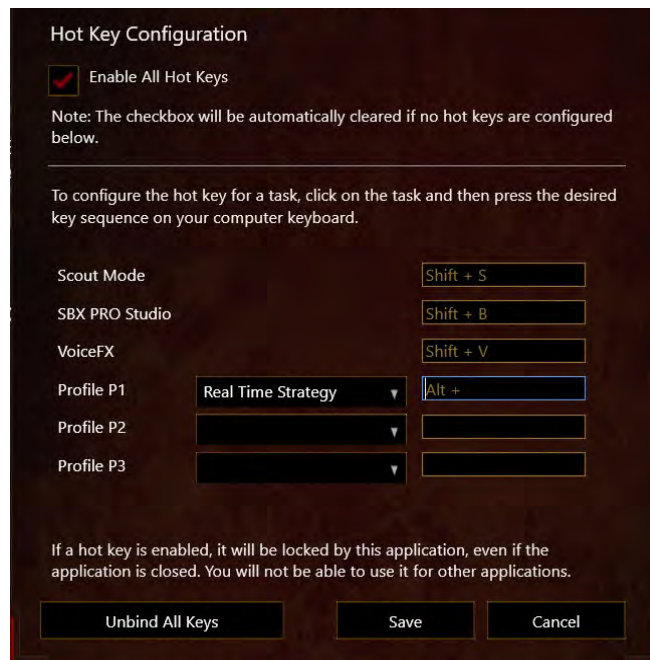 Hot Key Configuration
Enable All Hot Keys
Note: The checkbox will be automatically cleared if no hot keys are configured
below.
To configure the hot key for a task, click on the task and then press the desired
key sequence on your computer keyboard.
Scout Mode Shift + S
SBX PRO Studio Shift + B
VoiceFX Shift + V
Profile P1 Real Time Strategy Alt +
Profile P2
Profile P3
If a hot key is enabled, it will be locked by this application, even if the
application is closed. You will not be able to use it for other applications.
Unbind All Keys Save Cancel